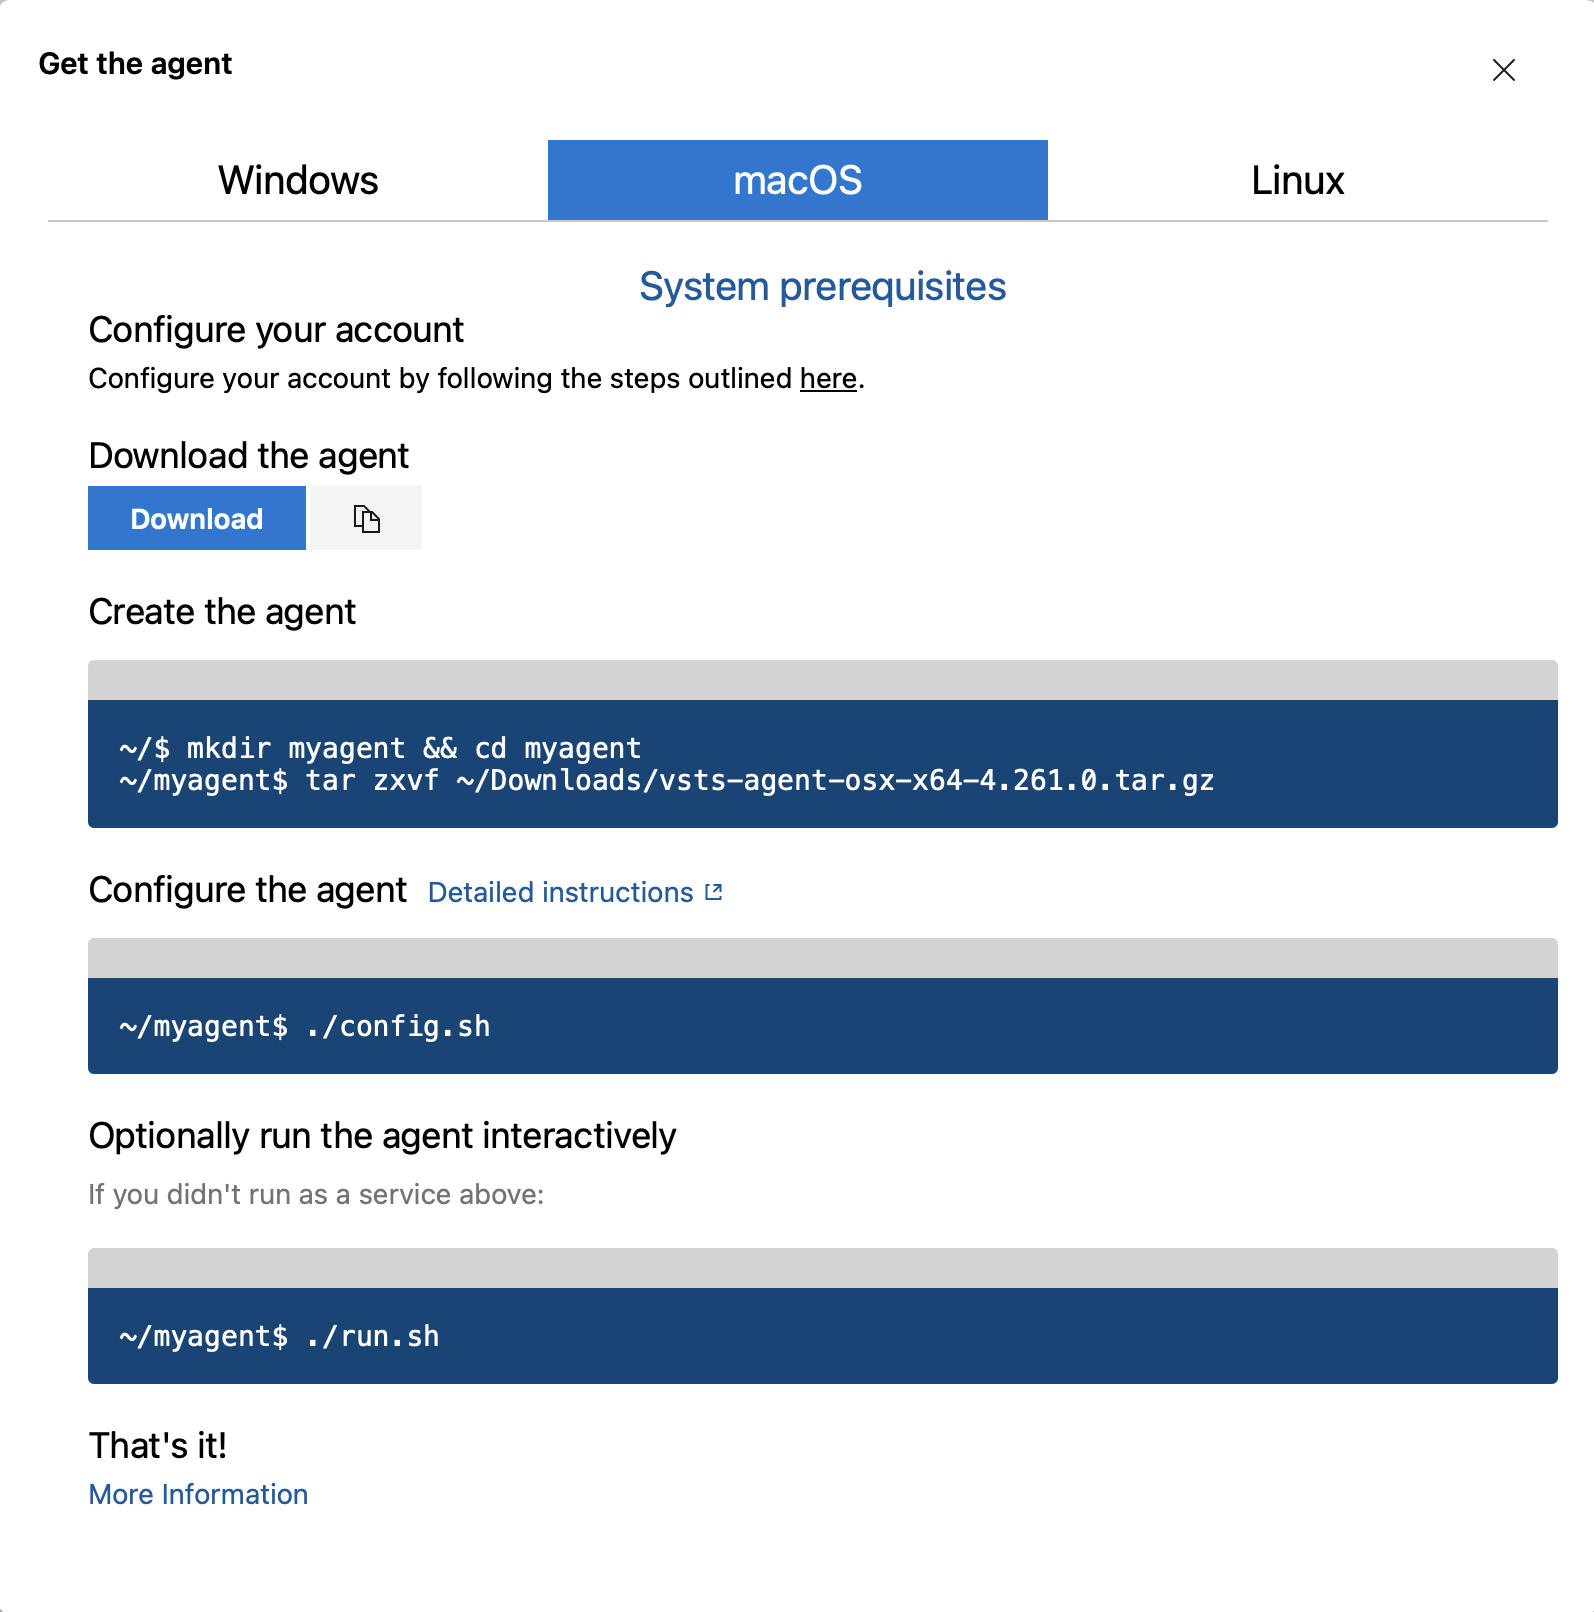 Get the agent
Windows
macOS
Linux
System prerequisites
Configure your account
Configure your account by following the steps outlined here.
Download the agent
Download
Create the agent
~/$ mkdir myagent && cd myagent
~/myagent$ tar zxvf ~/Downloads/vsts-agent-osx-x64-4.261.0.tar.gz
Configure the agent Detailed instructions
~/myagent$ ./config.sh
Optionally run the agent interactively
If you didn't run as a service above:
~/myagent$ ./run.sh
That's it!
More Information